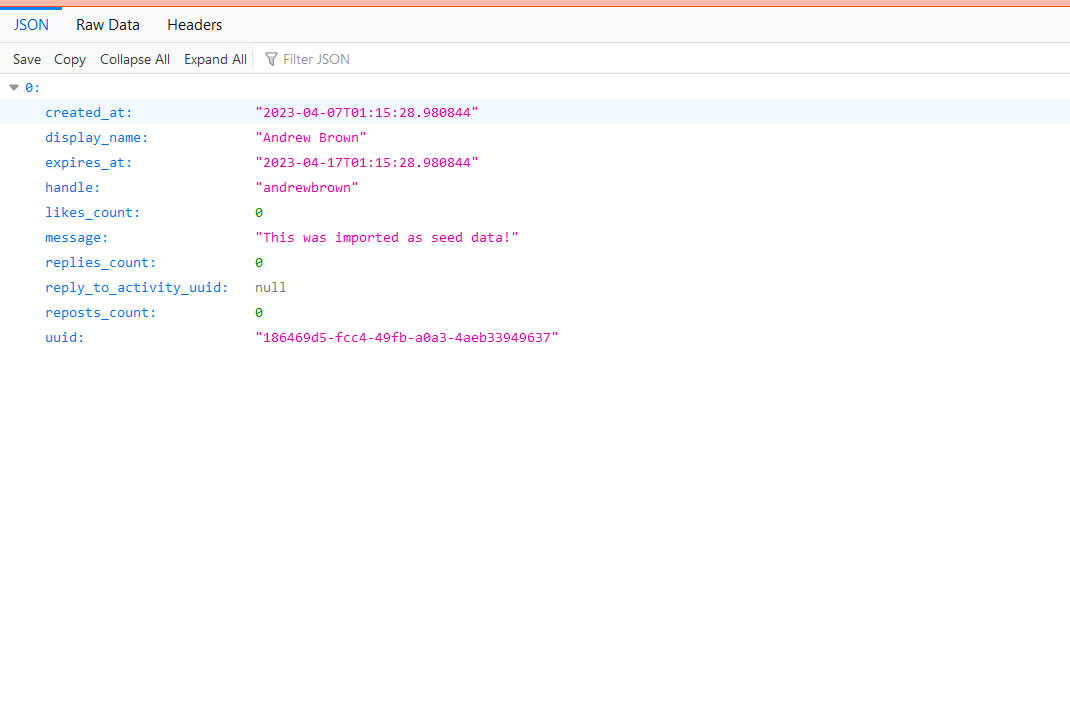 JSON Raw Data Headers
Save Copy Collapse All Expand All Filter JSON
0:
created_at: "2023-04-07T01:15:28.980844"
display_name: "Andrew Brown"
expires_at: "2023-04-17T01:15:28.980844"
handle: "andrewbrown"
likes_count: 0
message: "This was imported as seed data!"
replies_count: 0
reply_to_activity_uuid: null
reposts_count: 0
uuid: "186469d5-fcc4-49fb-a0a3-4aeb33949637"